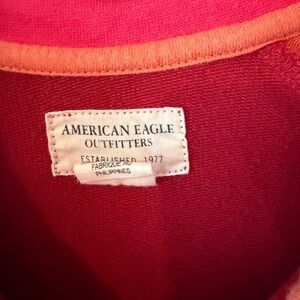 AMERICAN EAGLE
OUTFITTERS
ESTABLISHED 1977
FABRIQUE AU
PHILIPPINES